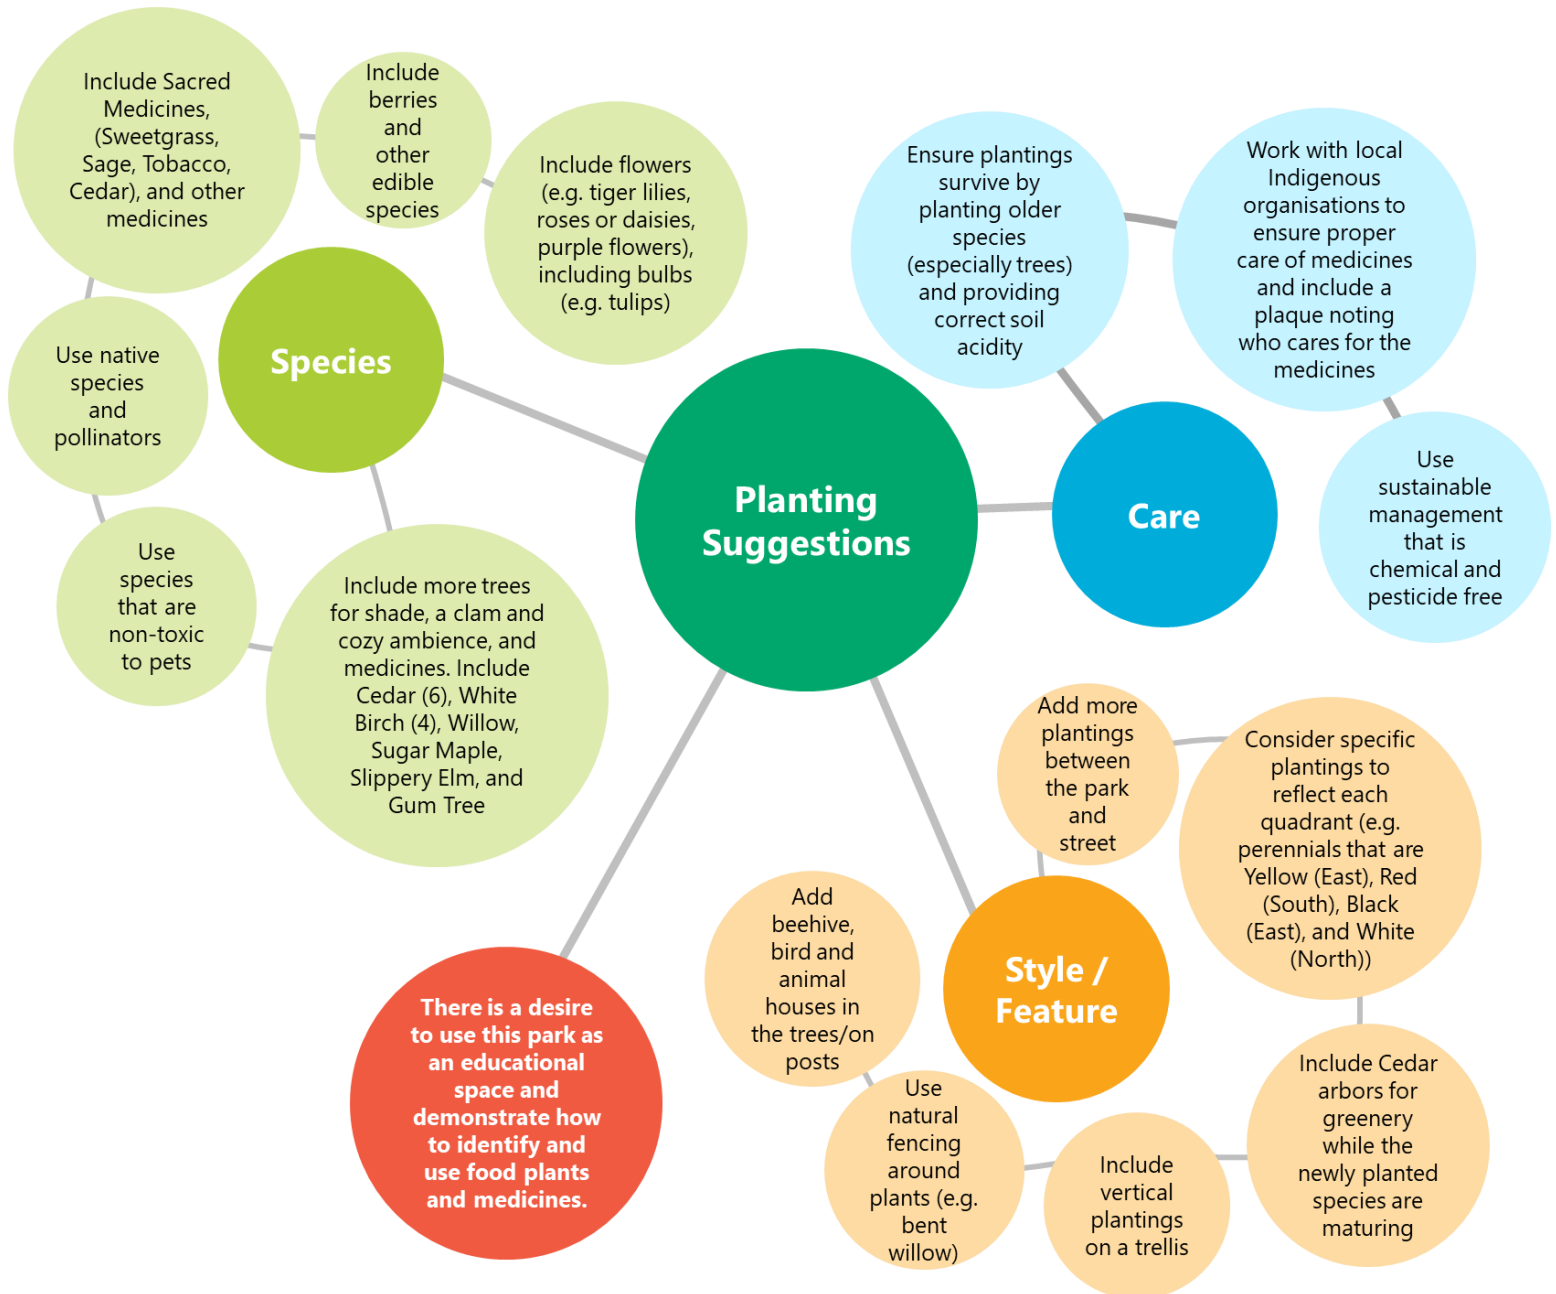 Planting
Suggestions
Species
Include Sacred
Medicines,
(Sweetgrass,
Sage, Tobacco,
Cedar), and other
medicines
Include
berries
and
other
edible
species
Include flowers
(e.g. tiger lilies,
roses or daisies,
purple flowers),
including bulbs
(e.g. tulips)
Use native
species
and
pollinators
Use
species
that are
non-toxic
to pets
Include more trees
for shade, a clam and
cozy ambience, and
medicines. Include
Cedar (6), White
Birch (4), Willow,
Sugar Maple,
Slippery Elm, and
Gum Tree
Care
Ensure plantings
survive by
planting older
species
(especially trees)
and providing
correct soil
acidity
Work with local
Indigenous
organisations to
ensure proper
care of medicines
and include a
plaque noting
who cares for the
medicines
Use
sustainable
management
that is
chemical and
pesticide free
Style /
Feature
Add more
plantings
between
the park
and
street
Consider specific
plantings to
reflect each
quadrant (e.g.
perennials that are
Yellow (East), Red
(South), Black
(East), and White
(North))
Include Cedar
arbors for
greenery
while the
newly planted
species are
maturing
Include
vertical
plantings
on a trellis
Use
natural
fencing
around
plants (e.g.
bent
willow)
Add
beehive,
bird and
animal
houses in
the trees/on
posts
There is a desire
to use this park as
an educational
space and
demonstrate how
to identify and
use food plants
and medicines.